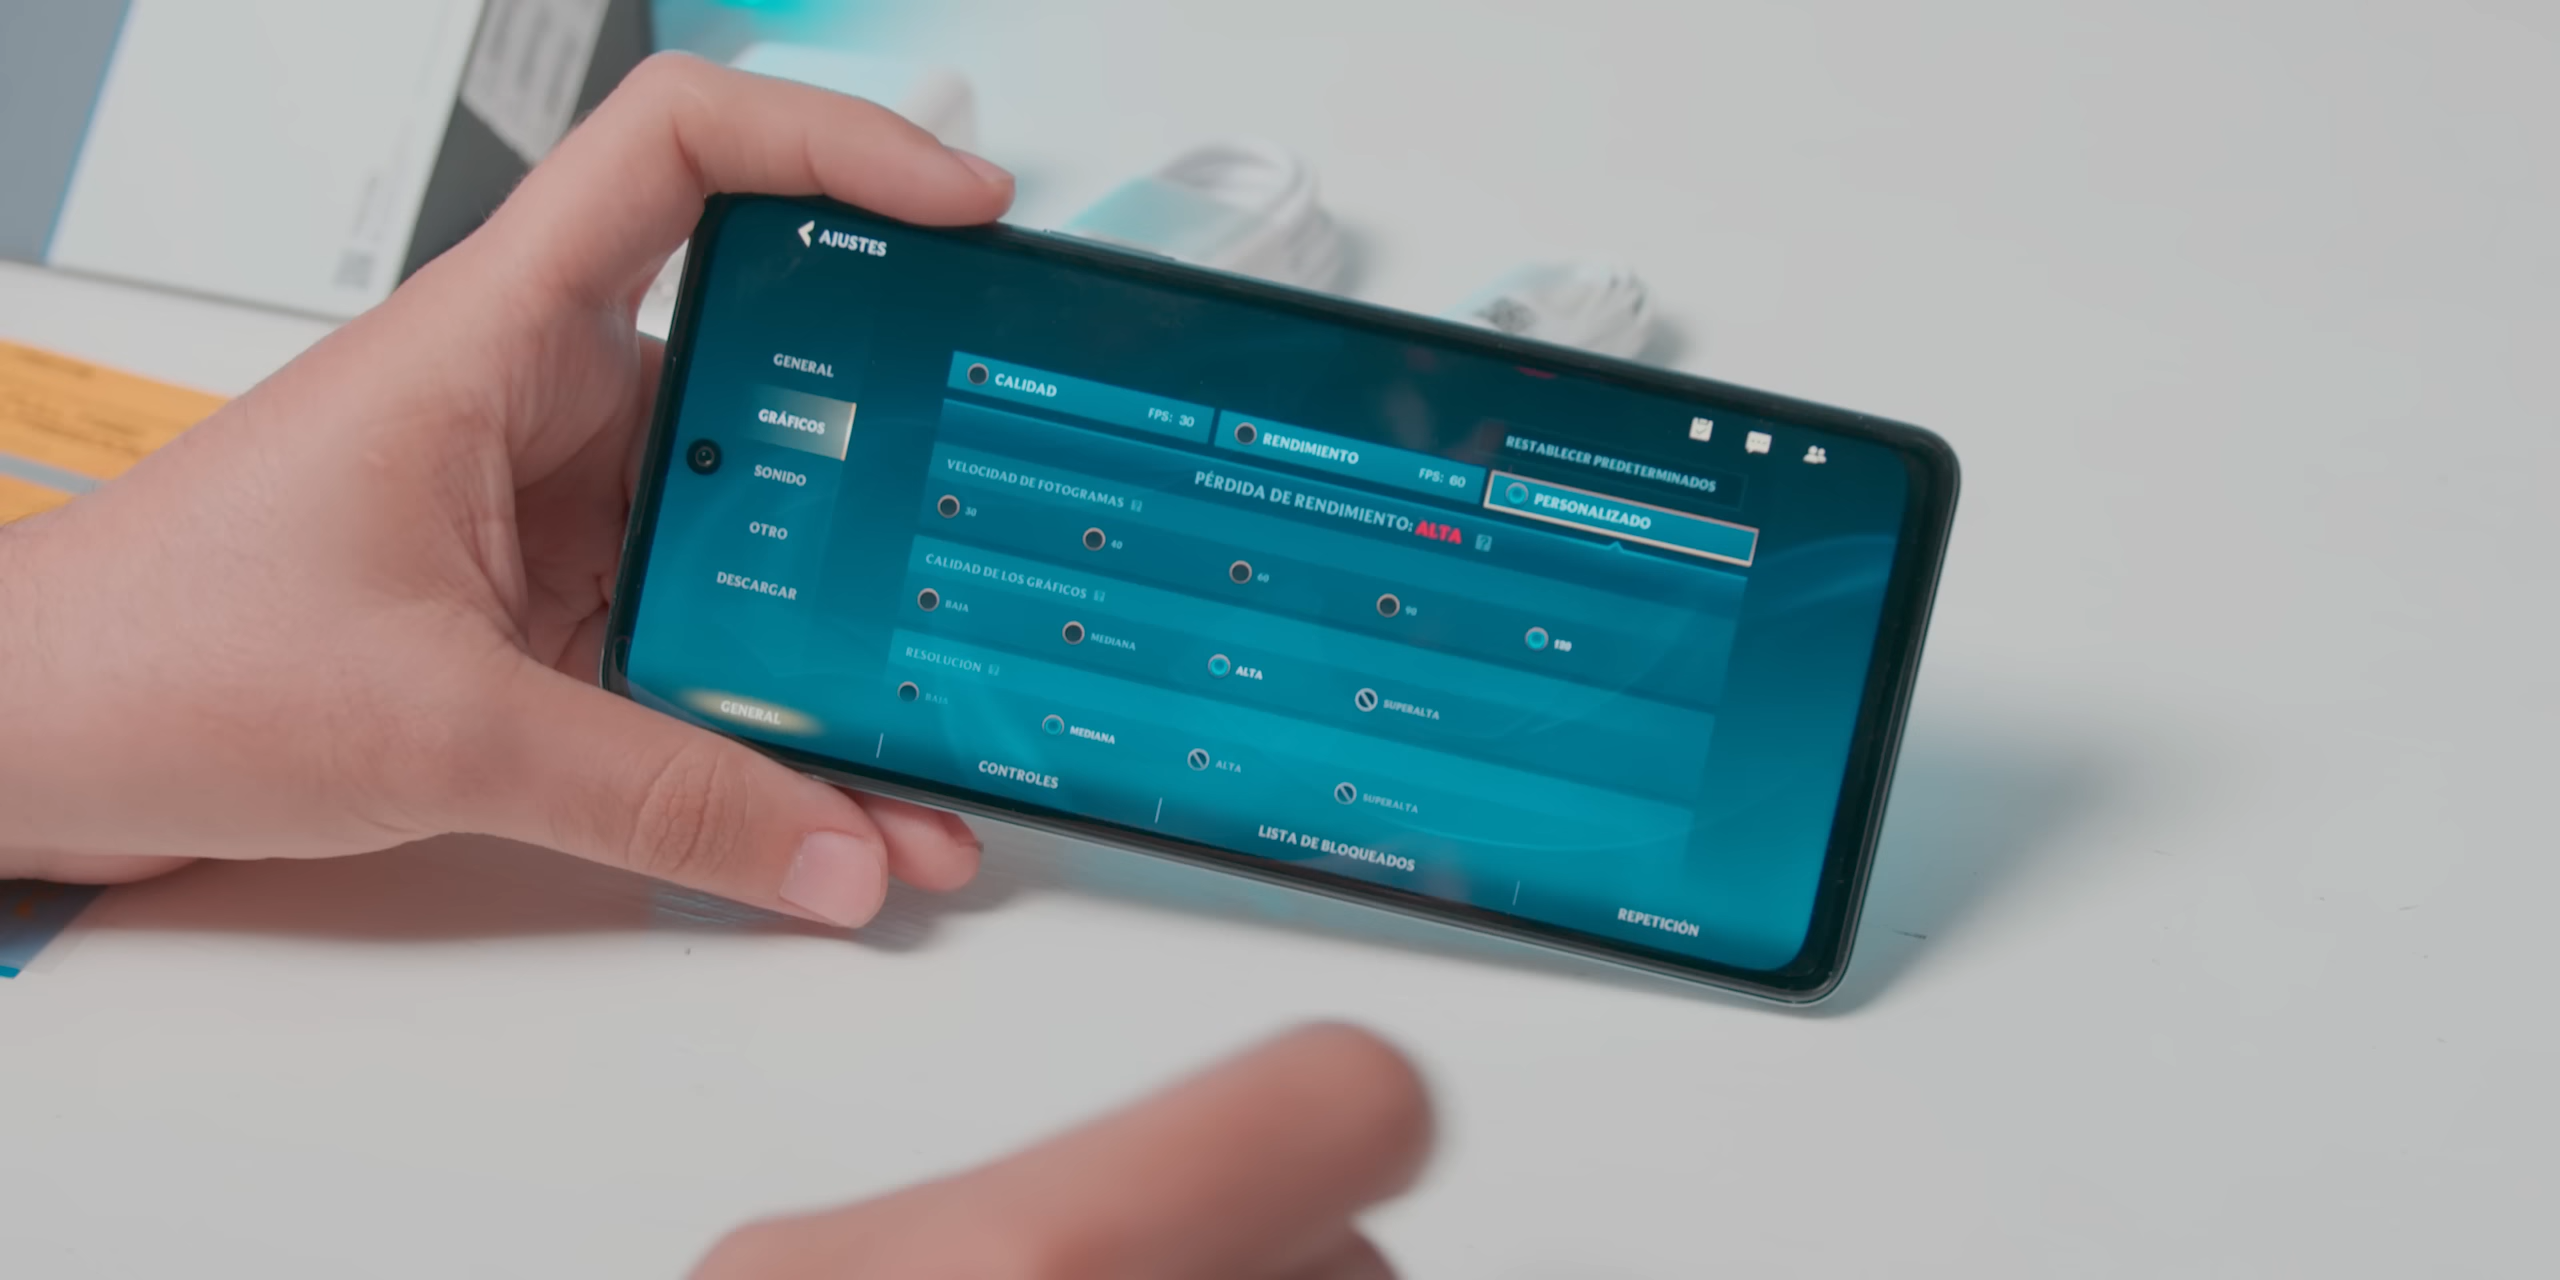 AJUSTES
GENERAL
GRÁFICOS
SONIDO
OTRO
DESCARGAR
RESTABLECER PREDETERMINADOS
CALIDAD FPS: 30
RENDIMIENTO FPS: 60
PERSONALIZADO
PÉRDIDA DE RENDIMIENTO: ALTA ?
VELOCIDAD DE FOTOGRAMAS ?
30 40 60 90 120
CALIDAD DE LOS GRÁFICOS ?
BAJA MEDIANA ALTA SUPERALTA
RESOLUCIÓN ?
BAJA MEDIANA ALTA SUPERALTA
GENERAL
CONTROLES
LISTA DE BLOQUEADOS
REPETICIÓN